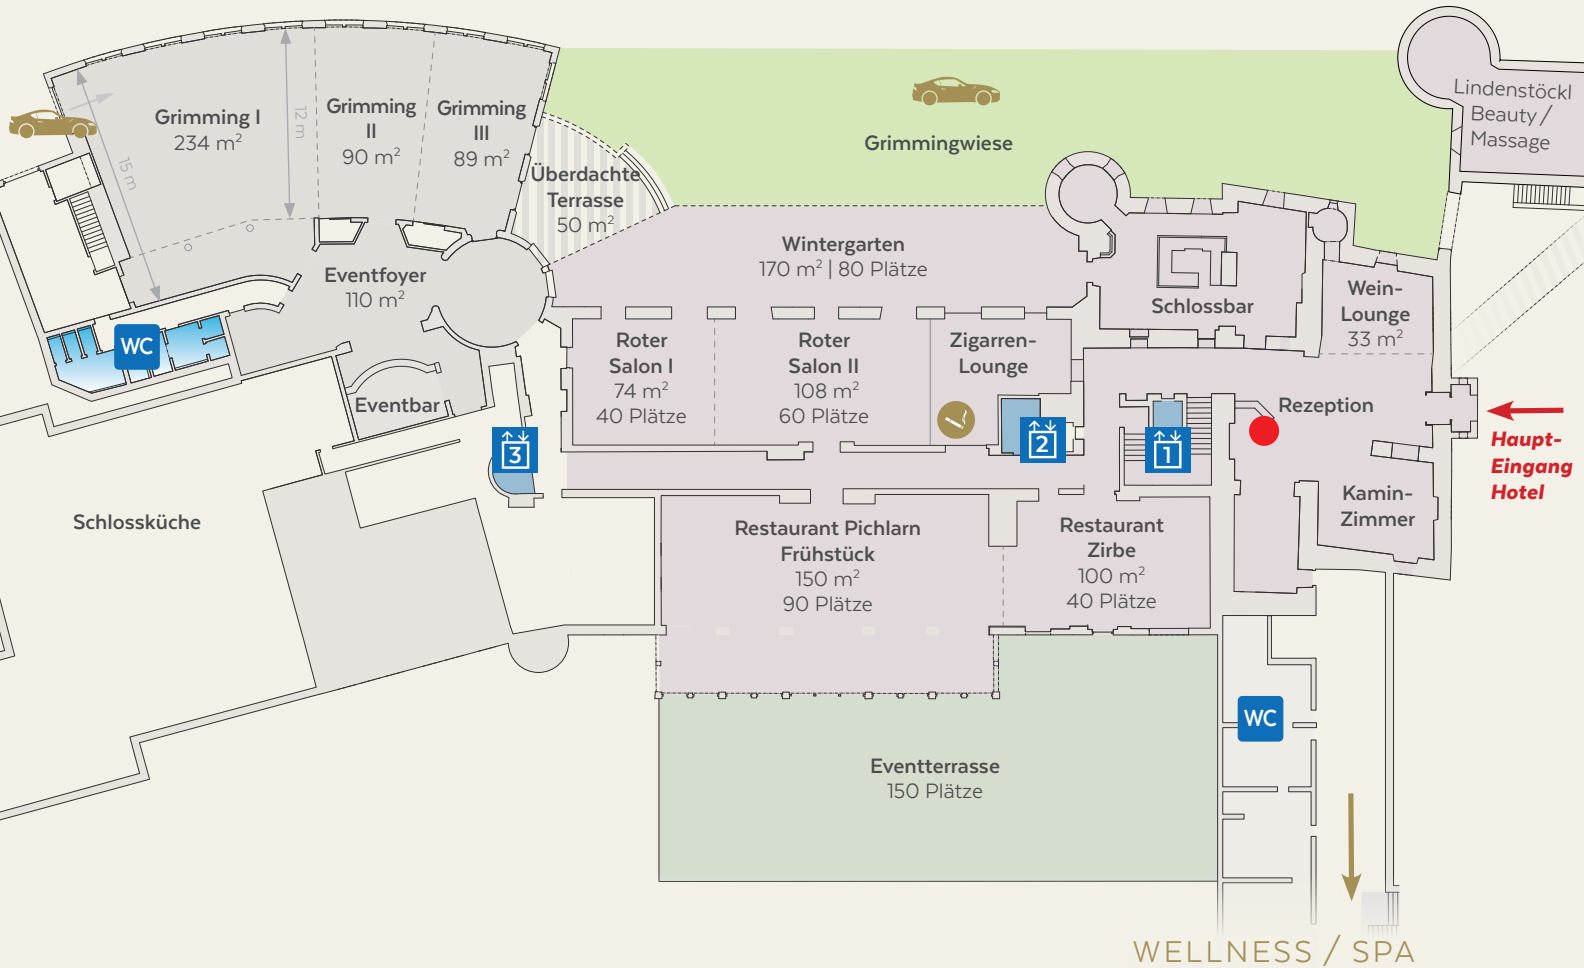 Grimming I
234 m²
15 m
12 m
Grimming
II
90 m²
Grimming
III
89 m²
Überdachte
Terrasse
50 m²
Grimmingwiese
Lindenstöckl
Beauty /
Massage
Eventfoyer
110 m²
Wintergarten
170 m² | 80 Plätze
Schlossbar
Wein-
Lounge
33 m²
WC
Roter
Salon I
74 m²
40 Plätze
Roter
Salon II
108 m²
60 Plätze
Zigarren-
Lounge
Eventbar
3
2
1
Rezeption
Haupt-
Eingang
Hotel
Kamin-
Zimmer
Schlossküche
Restaurant Pichlarn
Frühstück
150 m²
90 Plätze
Restaurant
Zirbe
100 m²
40 Plätze
WC
Eventterrasse
150 Plätze
WELLNESS / SPA